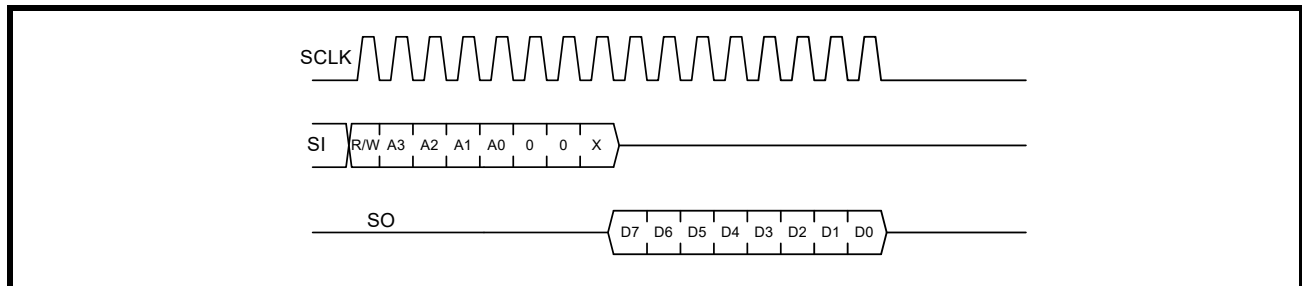 SCLK
SI R/W A3 A2 A1 A0 0 0 X
SO
D7 D6 D5 D4 D3 D2 D1 D0